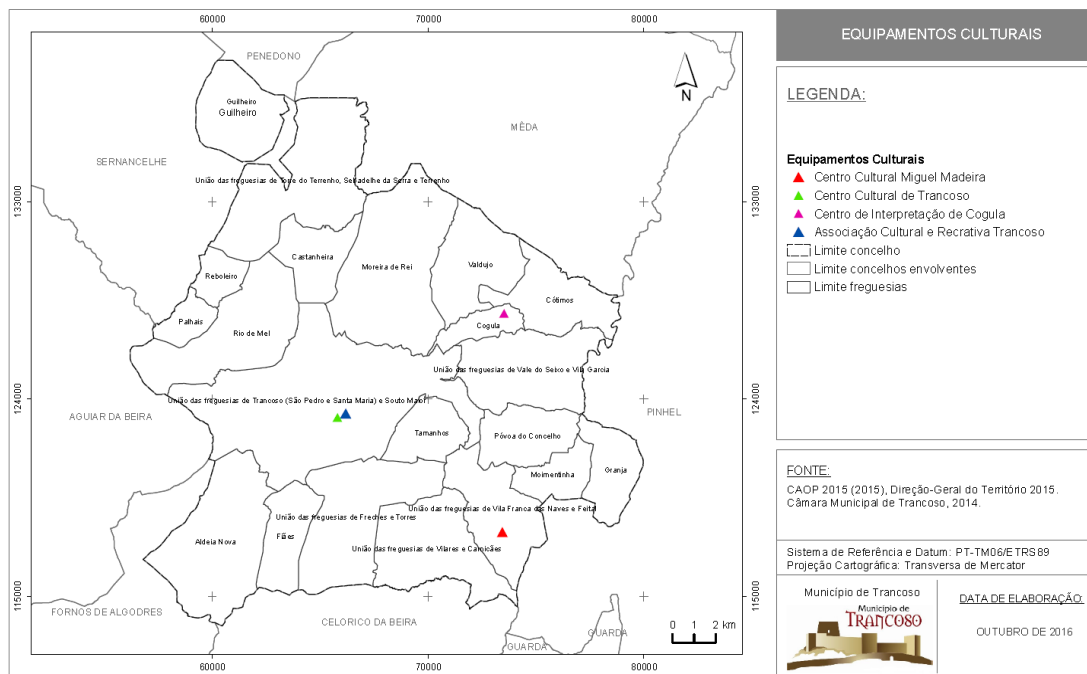 60000
70000
80000
EQUIPAMENTOS CULTURAIS
PENEDONO
N
Guilheiro
Guilheiro
MÊDA
SERNANCELHE
União das freguesias de Torre do Terrenho, Sebadelhe da Serra e Terrenho
133000
133000
Castanheira
Moreira de Rei
Valdujo
Reboleiro
Cótimos
Palhais
Rio de Mel
Cogula
União das freguesias de Vale do Seixo e Vila Garcia
124000
124000
União das freguesias de Trancoso (São Pedro e Santa Maria) e Souto Maior
AGUIAR DA BEIRA
PINHEL
Tamanhos
Póvoa do Concelho
Moimentinha
Granja
União das freguesias de Vila Franca das Naves e Feital
União das freguesias de Freches e Torres
Aldeia Nova
Fiães
União das freguesias de Vilares e Carnicães
115000
115000
FORNOS DE ALGODRES
CELORICO DA BEIRA
GUARDA
GUARDA
0 1 2 km
60000
70000
80000
LEGENDA:
Equipamentos Culturais
Centro Cultural Miguel Madeira
Centro Cultural de Trancoso
Centro de Interpretação de Cogula
Associação Cultural e Recrativa Trancoso
Limite concelho
Limite concelhos envolventes
Limite freguesias
FONTE:
CAOP 2015 (2015), Direção-Geral do Território 2015.
Câmara Municipal de Trancoso, 2014.
Sistema de Referência e Datum: PT-TM06/ETRS89
Projeção Cartográfica: Transversa de Mercator
Município de Trancoso
Município de
TRANCOSO
DATA DE ELABORAÇÃO:
OUTUBRO DE 2016